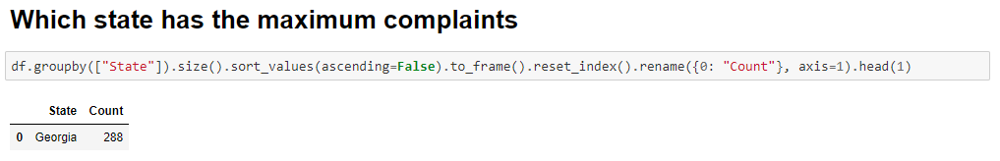 Which state has the maximum complaints
df.groupby(["State"]).size().sort_values(ascending=False).to_frame().reset_index().rename({0: "Count"}, axis=1).head(1)
State Count
0 Georgia 288